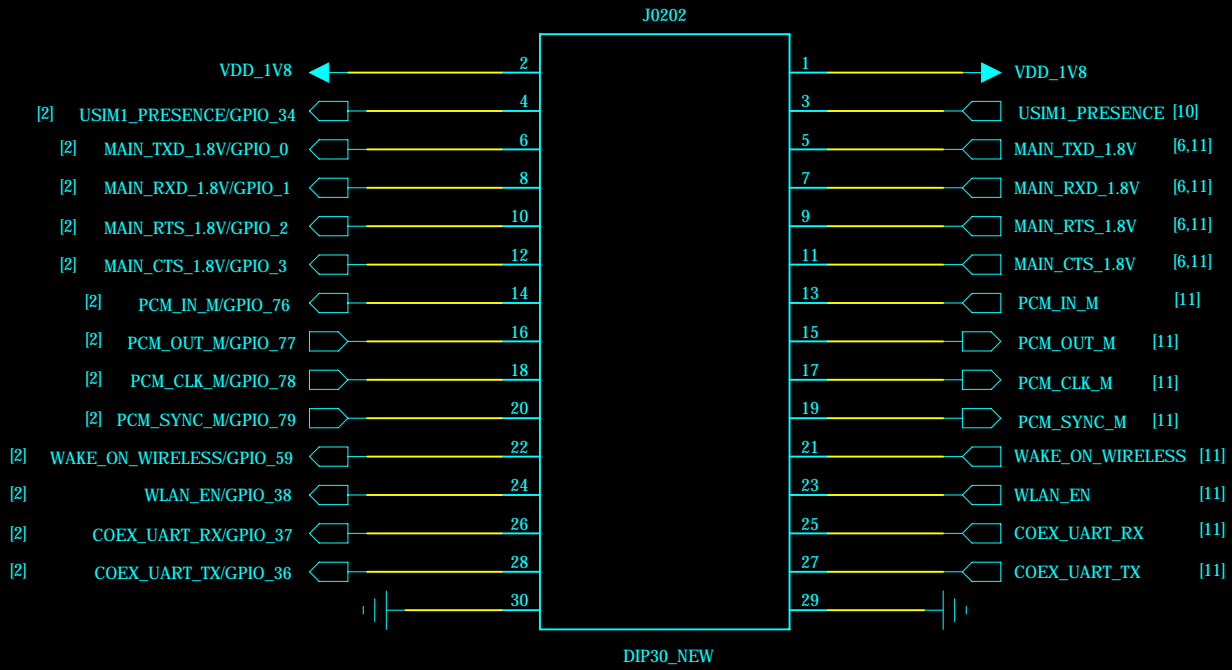 J0202
VDD_1V8 2 1 VDD_1V8
[2] USIM1_PRESENCE/GPIO_34 4 3 USIM1_PRESENCE [10]
[2] MAIN_TXD_1.8V/GPIO_0 6 5 MAIN_TXD_1.8V [6,11]
[2] MAIN_RXD_1.8V/GPIO_1 8 7 MAIN_RXD_1.8V [6,11]
[2] MAIN_RTS_1.8V/GPIO_2 10 9 MAIN_RTS_1.8V [6,11]
[2] MAIN_CTS_1.8V/GPIO_3 12 11 MAIN_CTS_1.8V [6,11]
[2] PCM_IN_M/GPIO_76 14 13 PCM_IN_M [11]
[2] PCM_OUT_M/GPIO_77 16 15 PCM_OUT_M [11]
[2] PCM_CLK_M/GPIO_78 18 17 PCM_CLK_M [11]
[2] PCM_SYNC_M/GPIO_79 20 19 PCM_SYNC_M [11]
[2] WAKE_ON_WIRELESS/GPIO_59 22 21 WAKE_ON_WIRELESS [11]
[2] WLAN_EN/GPIO_38 24 23 WLAN_EN [11]
[2] COEX_UART_RX/GPIO_37 26 25 COEX_UART_RX [11]
[2] COEX_UART_TX/GPIO_36 28 27 COEX_UART_TX [11]
30 29
DIP30_NEW